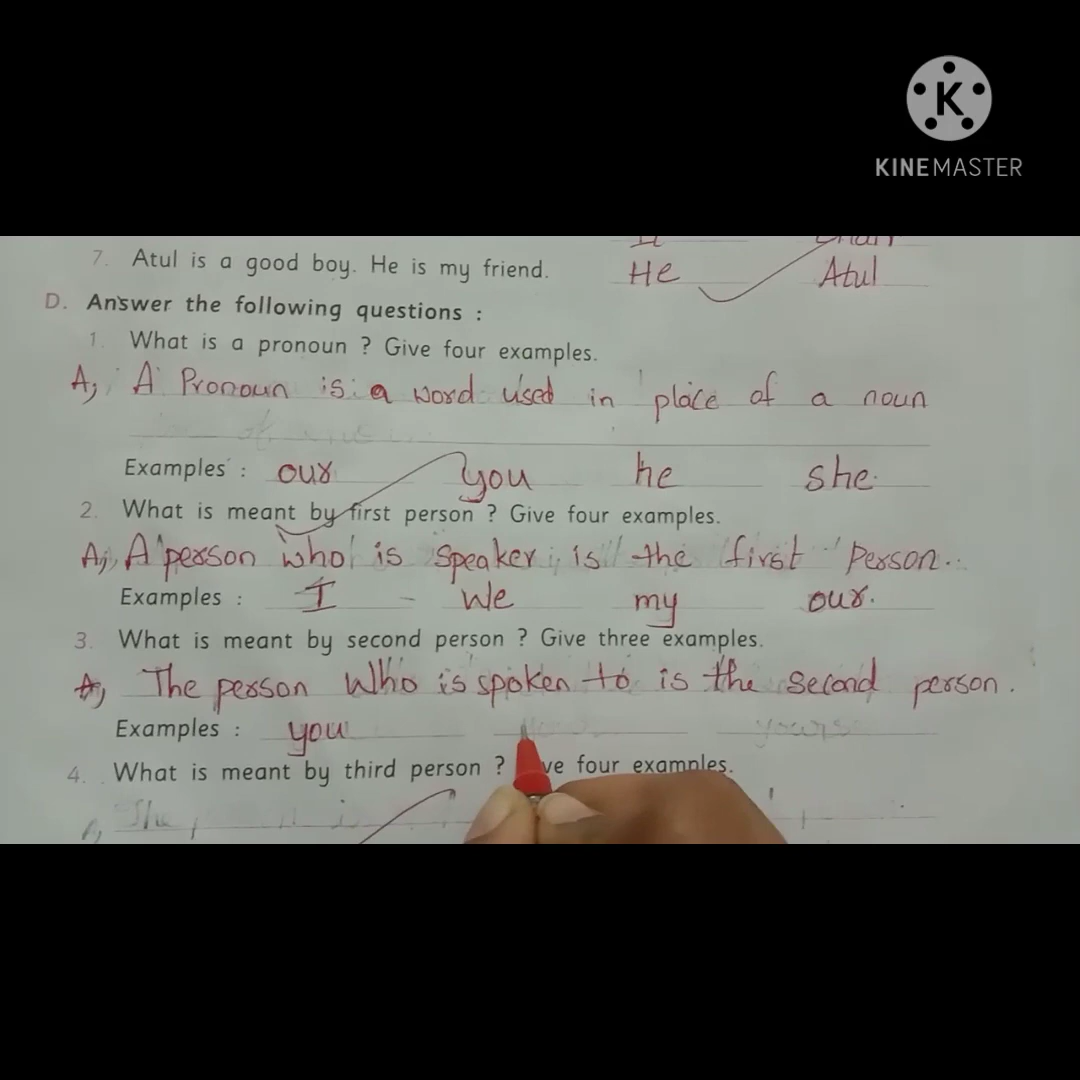 K
KINEMASTER
7. Atul is a good boy. He is my friend. He Atul
D. Answer the following questions :
1. What is a pronoun ? Give four examples.
A, A Pronoun is a word used in place of a noun
Examples : our you he she.
2. What is meant by first person ? Give four examples.
A, A person who is speaker is the first person.
Examples : I We my our.
3. What is meant by second person ? Give three examples.
A, The person Who is spoken to is the second person.
Examples : you yours
4. What is meant by third person ? ve four examples.
The